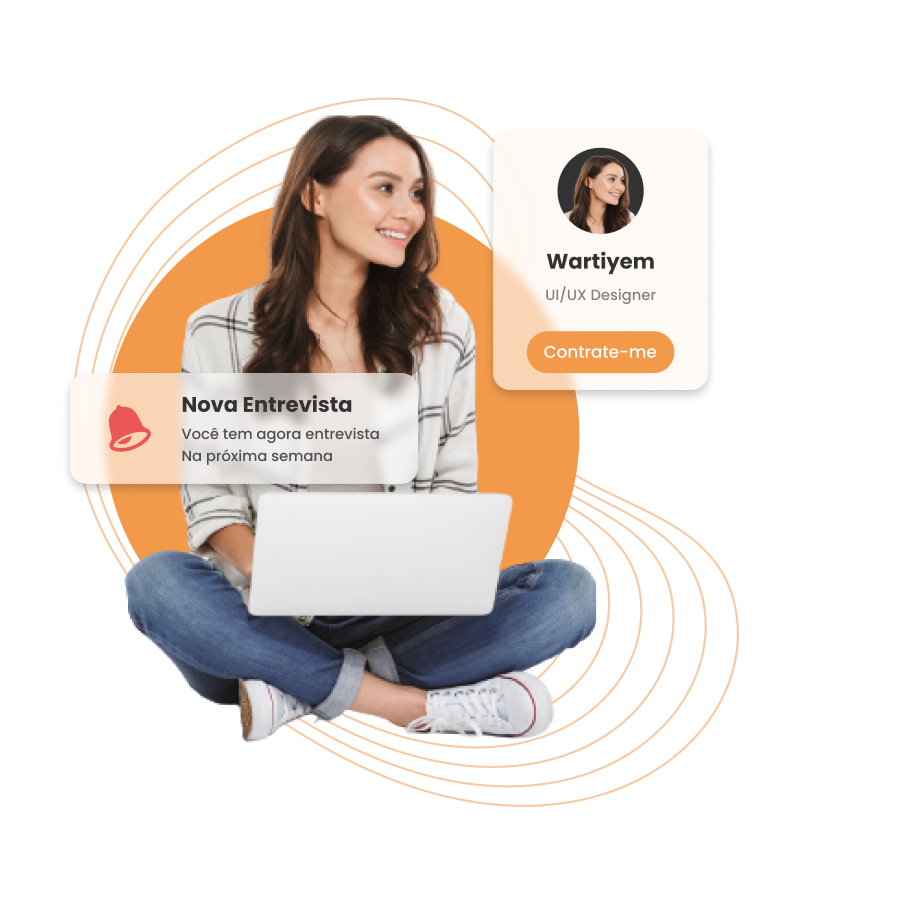 Wartiyem
UI/UX Designer
Contrate-me
Nova Entrevista
Você tem agora entrevista
Na próxima semana